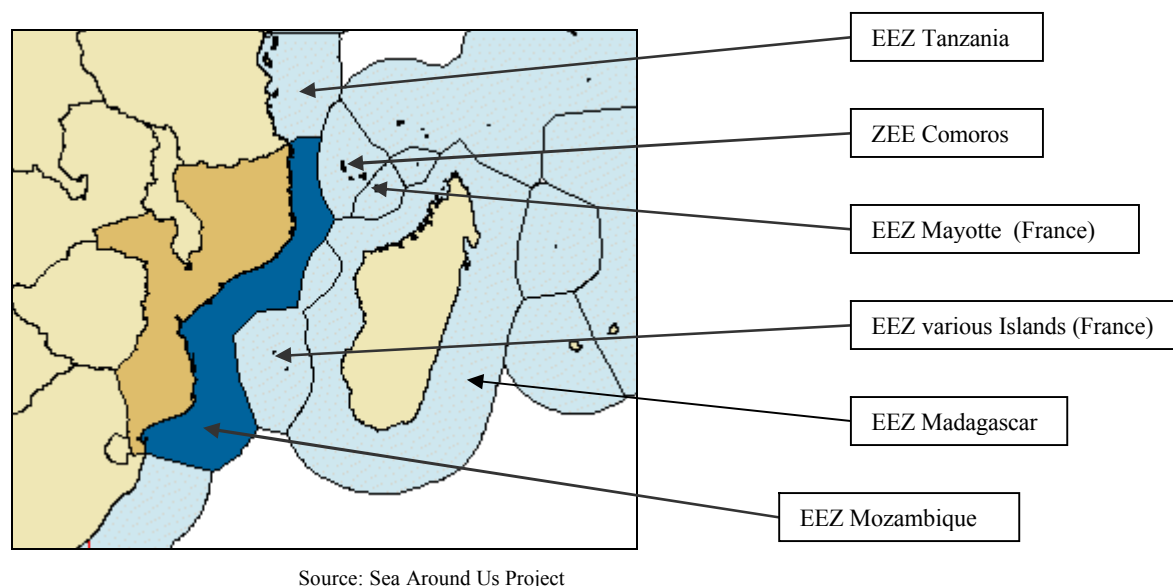 EEZ Tanzania
ZEE Comoros
EEZ Mayotte (France)
EEZ various Islands (France)
EEZ Madagascar
EEZ Mozambique
Source: Sea Around Us Project